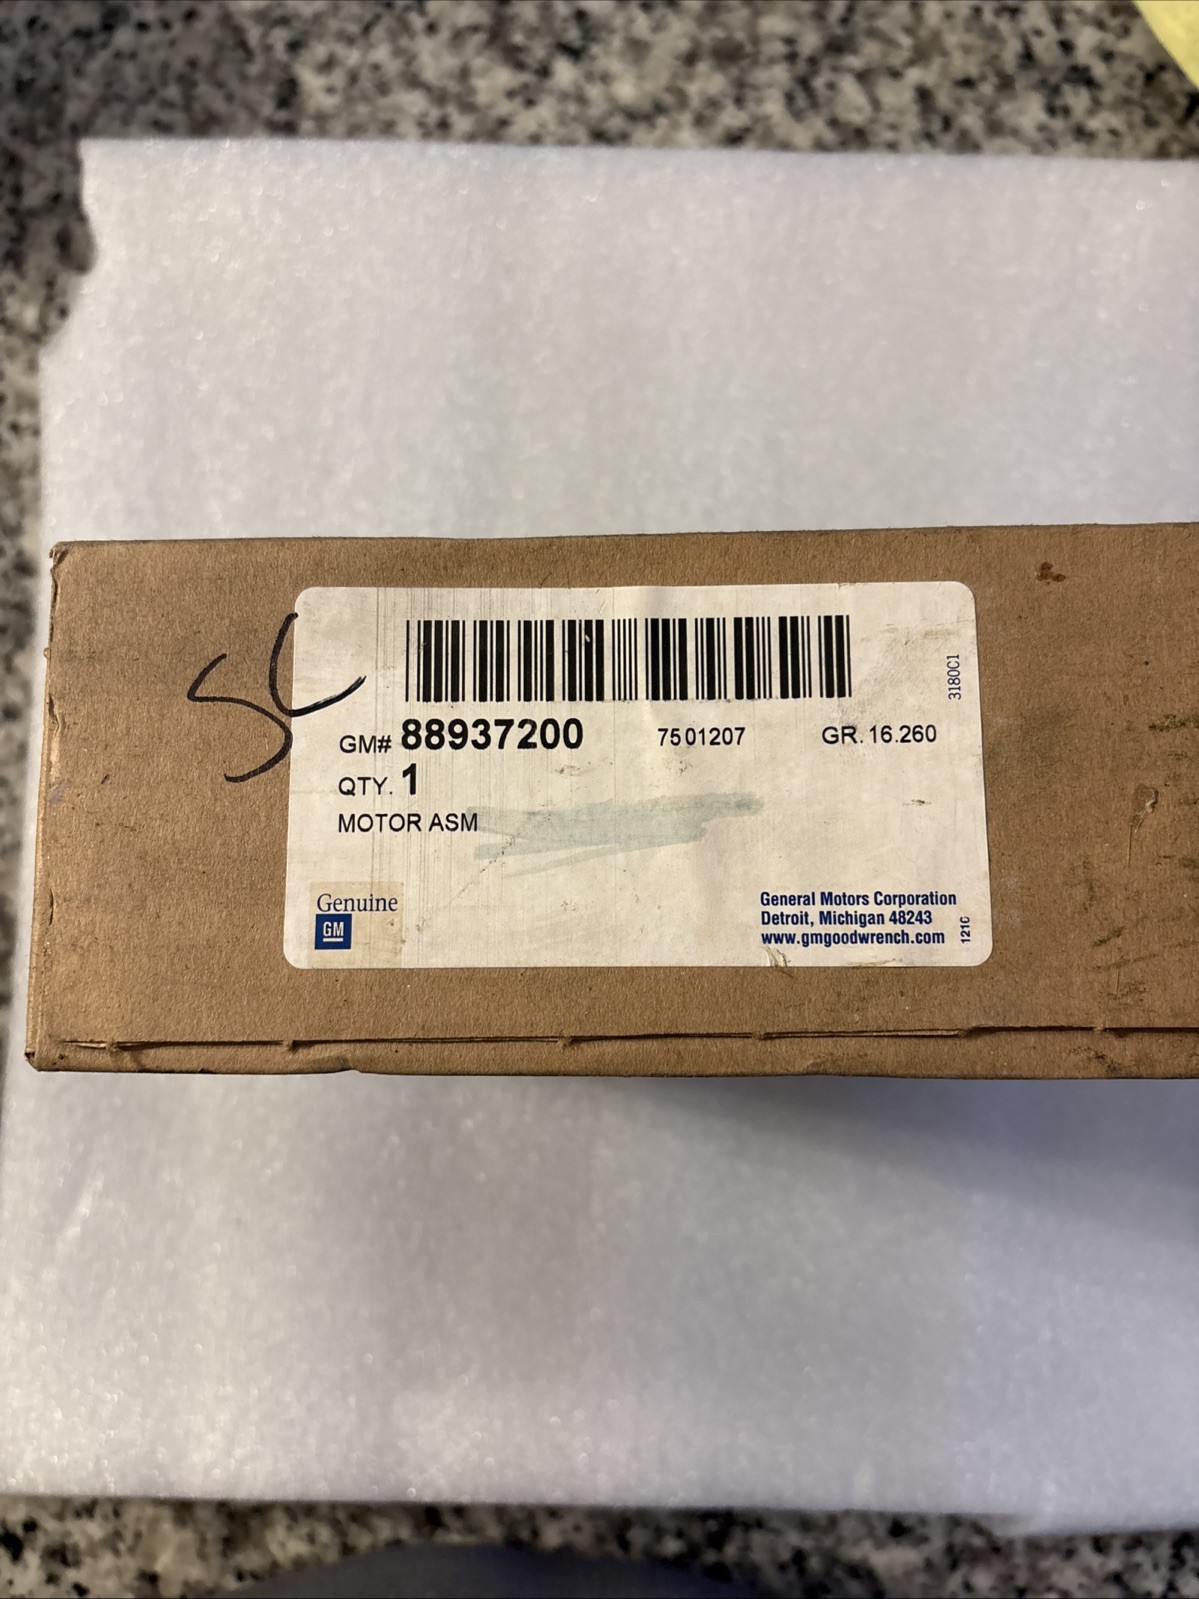 SC
3180C1
GM# 88937200 7501207 GR. 16.260
QTY. 1
MOTOR ASM
Genuine
GM
General Motors Corporation
Detroit, Michigan 48243
www.gmgoodwrench.com
121C